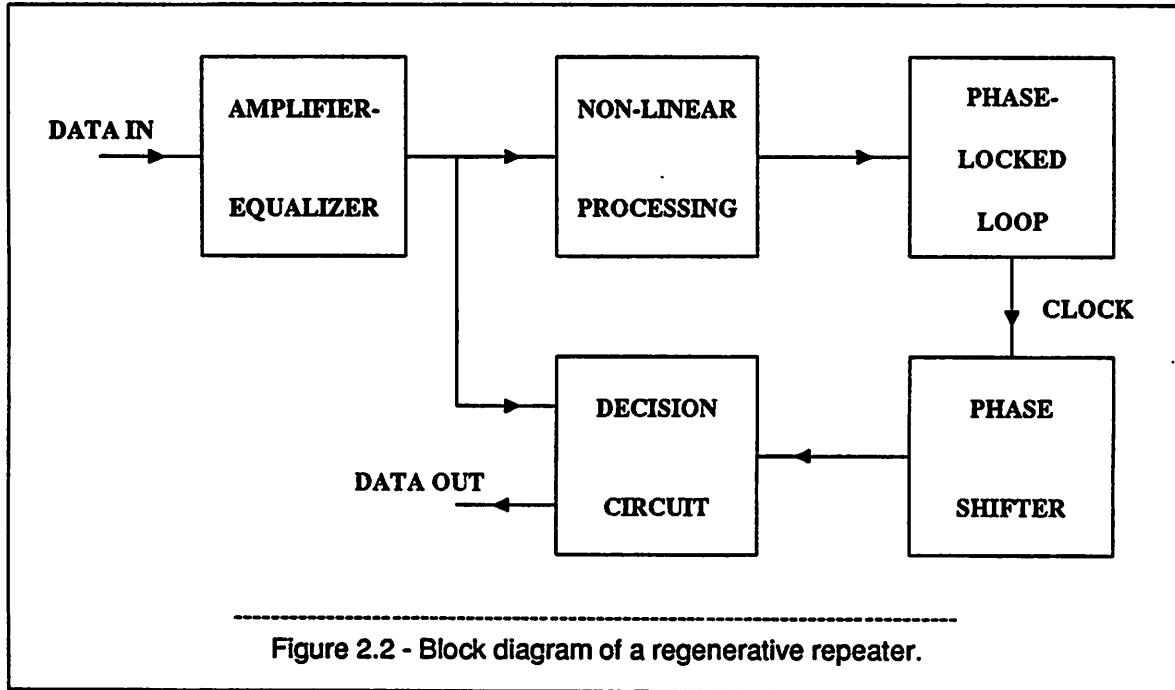 DATA IN
AMPLIFIER-
EQUALIZER
NON-LINEAR
PROCESSING
PHASE-
LOCKED
LOOP
CLOCK
DECISION
CIRCUIT
PHASE
SHIFTER
DATA OUT
Figure 2.2 - Block diagram of a regenerative repeater.